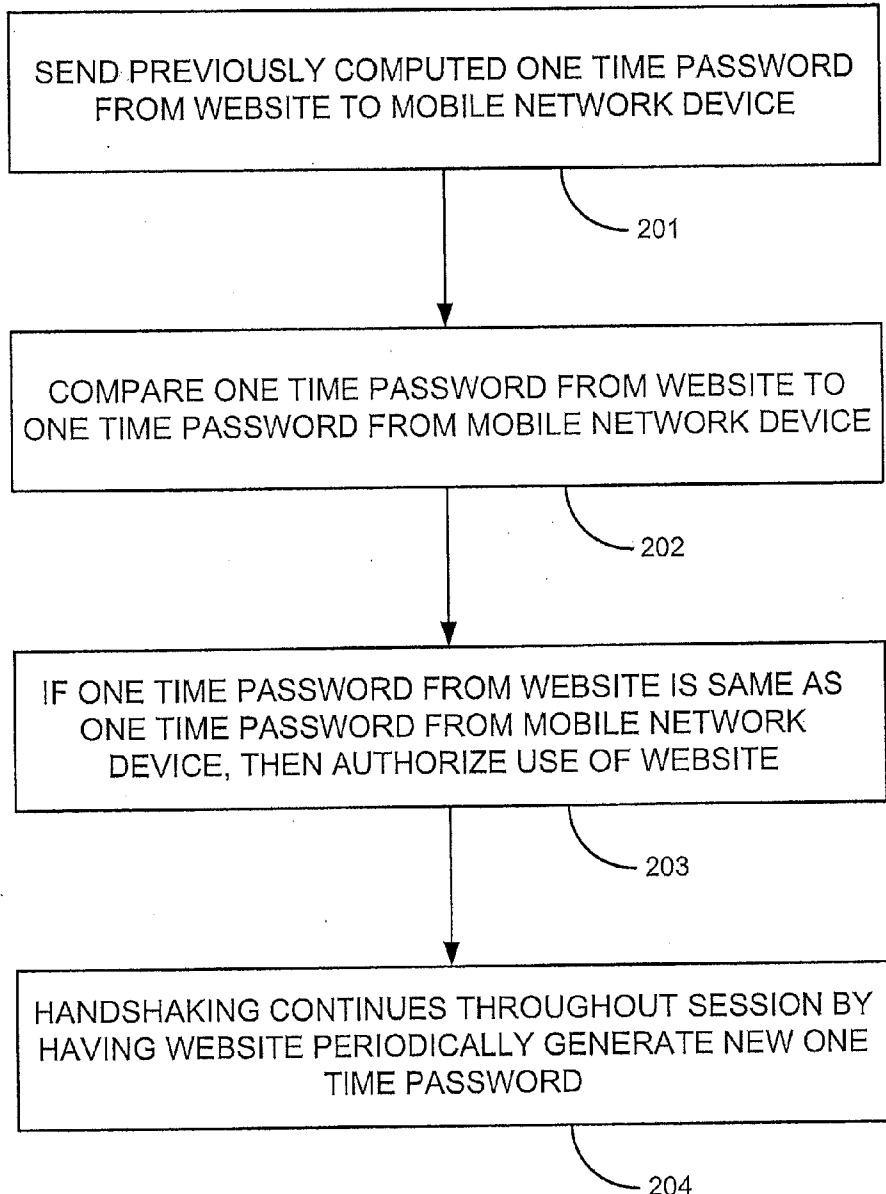 SEND PREVIOUSLY COMPUTED ONE TIME PASSWORD
FROM WEBSITE TO MOBILE NETWORK DEVICE
201
COMPARE ONE TIME PASSWORD FROM WEBSITE TO
ONE TIME PASSWORD FROM MOBILE NETWORK DEVICE
202
IF ONE TIME PASSWORD FROM WEBSITE IS SAME AS
ONE TIME PASSWORD FROM MOBILE NETWORK
DEVICE, THEN AUTHORIZE USE OF WEBSITE
203
HANDSHAKING CONTINUES THROUGHOUT SESSION BY
HAVING WEBSITE PERIODICALLY GENERATE NEW ONE
TIME PASSWORD
204